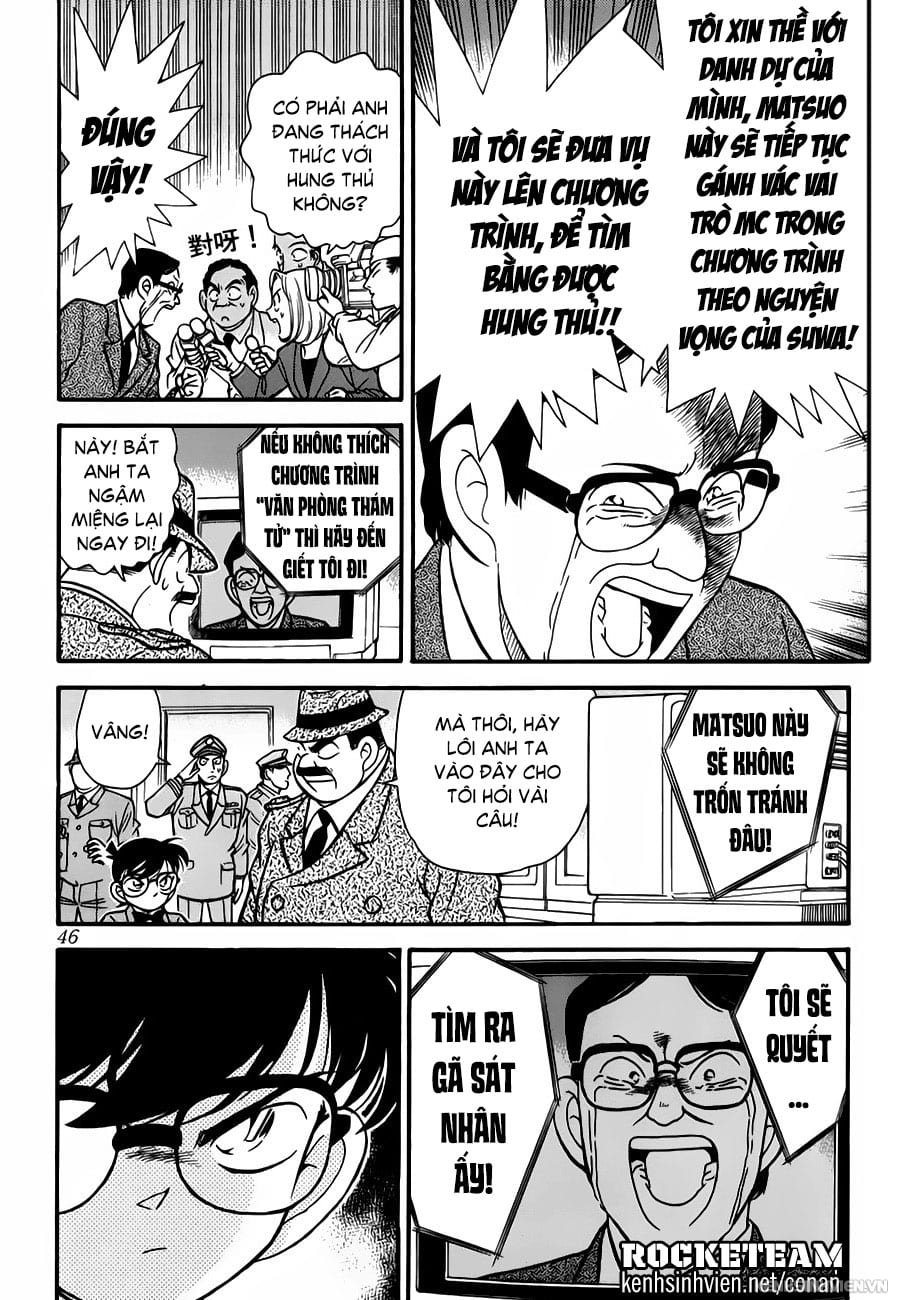 TÔI XIN THỀ VỚI
DANH DỰ CỦA
MÌNH, MATSUO
NÀY SẼ TIẾP TỤC
GÁNH VÁC VAI
TRÒ MC TRONG
CHƯƠNG TRÌNH
THEO NGUYỆN
VỌNG CỦA SUWA!
VÀ TÔI SẼ ĐƯA VỤ
NÀY LÊN CHƯƠNG
TRÌNH, ĐỂ TÌM
BẰNG ĐƯỢC
HUNG THỦ!!
CÓ PHẢI ANH
ĐANG THÁCH
THỨC VỚI
HUNG THỦ
KHÔNG?
ĐÚNG
VẬY!
對呀！
NẾU KHÔNG THÍCH
CHƯƠNG TRÌNH
“VĂN PHÒNG THÁM
TỬ” THÌ HÃY ĐẾN
GIẾT TÔI ĐI!
NÀY! BẮT
ANH TA
NGẬM
MIỆNG LẠI
NGAY ĐI!
MATSUO NÀY
SẼ KHÔNG
TRỐN TRÁNH
ĐÂU!
MÀ THÔI, HÃY
LÔI ANH TA
VÀO ĐÂY CHO
TÔI HỎI VÀI
CÂU!
VÂNG!
46
TÔI SẼ
QUYẾT
...
TÌM RA
GÃ SÁT
NHÂN
ẤY!
ROCKETEAM
kenhsinhvien.net/conan